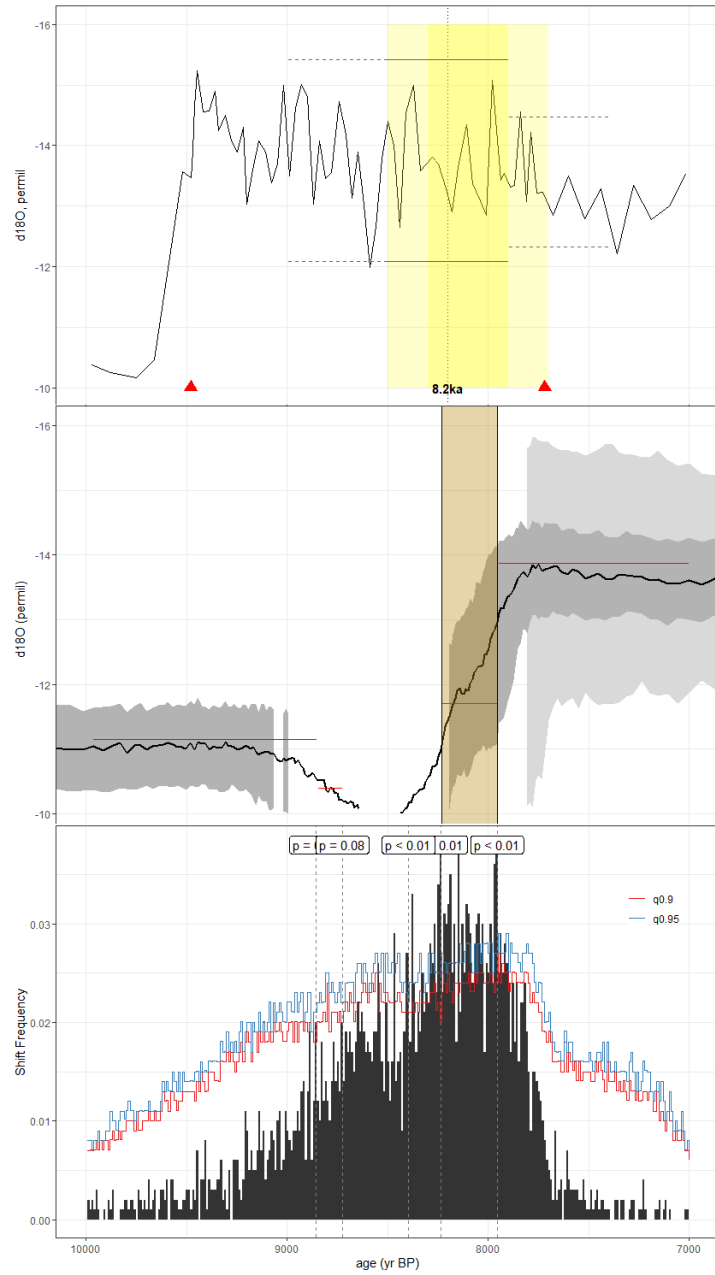 -16
-14
-12
-10
d18O, permil
8.2ka
-16
-14
-12
-10
d18O (permil)
p = p = 0.08 p < 0.01 0.01 p < 0.01
q0.9
q0.95
0.03
0.02
0.01
0.00
Shift Frequency
10000 9000 8000 7000
age (yr BP)